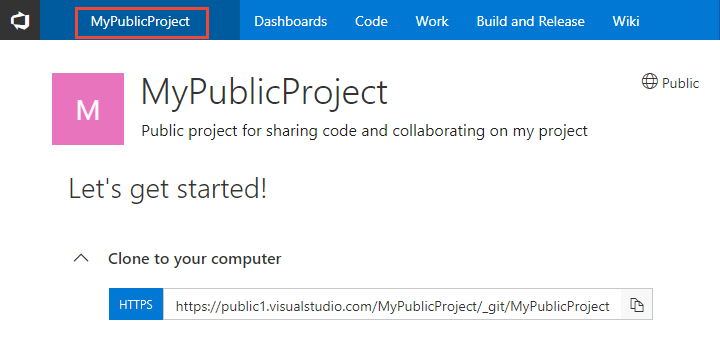 MyPublicProject Dashboards Code Work Build and Release Wiki
M
MyPublicProject
Public
Public project for sharing code and collaborating on my project
Let's get started!
Clone to your computer
HTTPS https://public1.visualstudio.com/MyPublicProject/_git/MyPublicProject